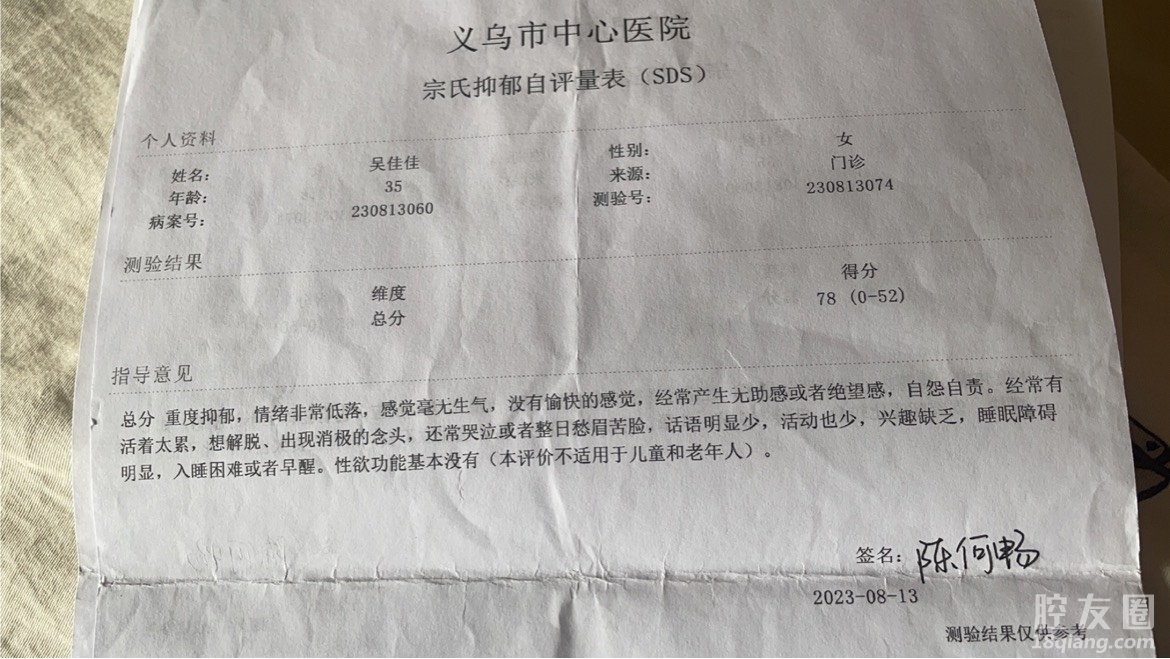 义乌市中心医院
宗氏抑郁自评量表（SDS）
个人资料
姓名： 吴佳佳 性别： 女
年龄： 35 来源： 门诊
病案号： 230813060 测验号： 230813074
测验结果
维度 得分
总分 78 (0-52)
指导意见
总分 重度抑郁，情绪非常低落，感觉毫无生气，没有愉快的感觉，经常产生无助感或者绝望感，自怨自责。经常有
活着太累，想解脱、出现消极的念头，还常哭泣或者整日愁眉苦脸，话语明显少，活动也少，兴趣缺乏，睡眠障碍
明显，入睡困难或者早醒。性欲功能基本没有（本评价不适用于儿童和老年人）。
签名：陈何畅
2023-08-13
测验结果仅供参考
腔友圈
18qiang.com